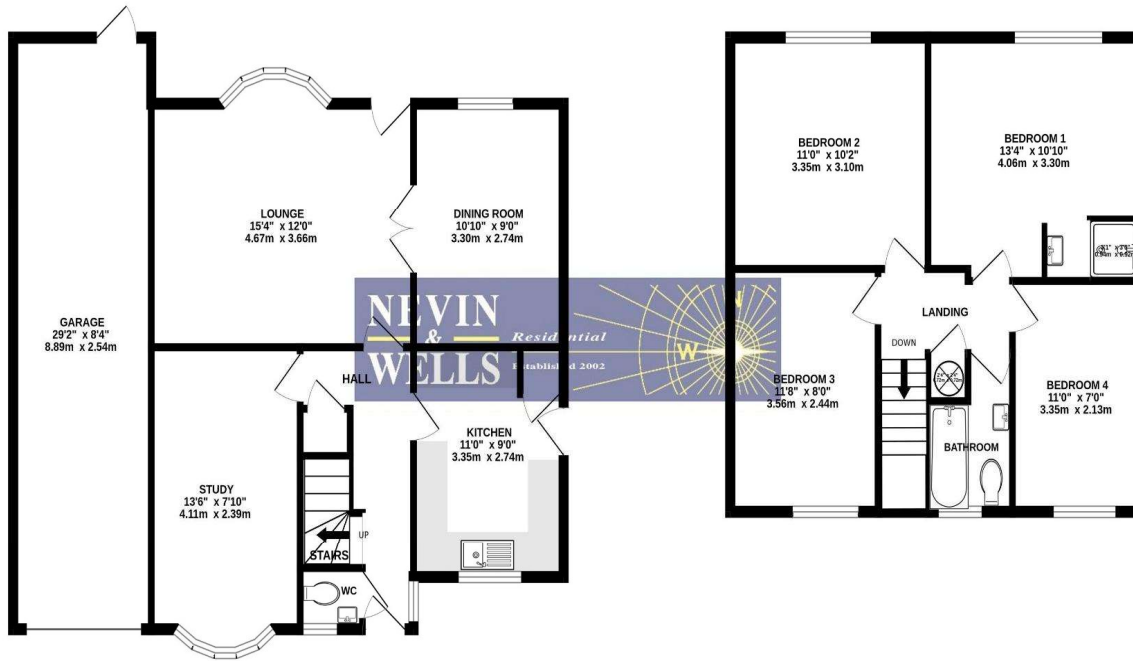 GARAGE
29'2" x 8'4"
8.89m x 2.54m
LOUNGE
15'4" x 12'0"
4.67m x 3.66m
DINING ROOM
10'10" x 9'0"
3.30m x 2.74m
HALL
STUDY
13'6" x 7'10"
4.11m x 2.39m
KITCHEN
11'0" x 9'0"
3.35m x 2.74m
UP
STAIRS
WC
NEVIN
&
WELLS
Residential
Established 2002
N
W
BEDROOM 2
11'0" x 10'2"
3.35m x 3.10m
BEDROOM 1
13'4" x 10'10"
4.06m x 3.30m
LANDING
DOWN
BEDROOM 3
11'8" x 8'0"
3.56m x 2.44m
BEDROOM 4
11'0" x 7'0"
3.35m x 2.13m
BATHROOM